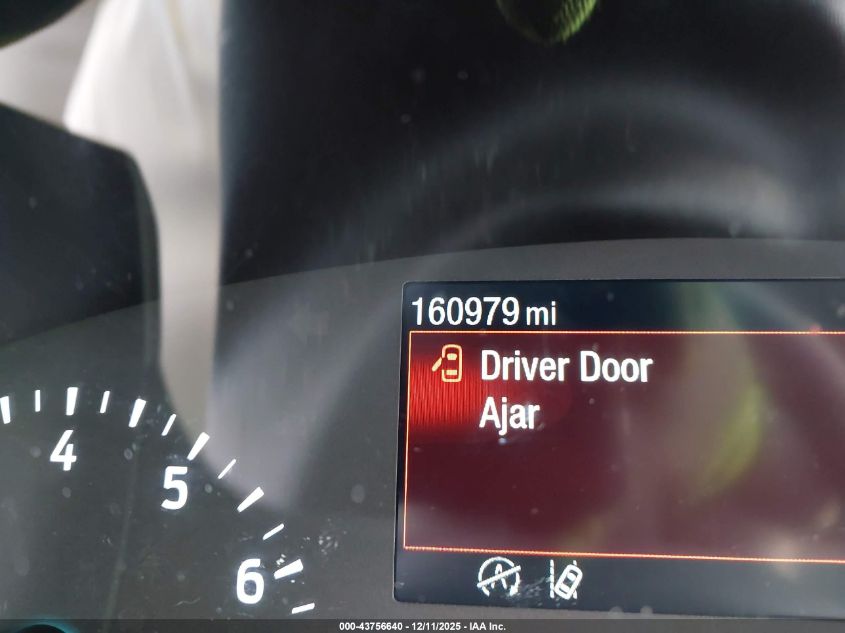 160979 mi
Driver Door
Ajar
4
5
6
A
000-43756640 - 12/11/2025 - IAA Inc.